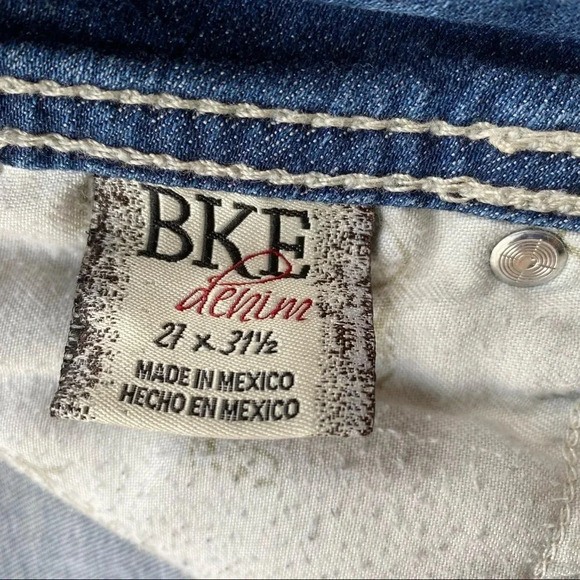 BKE
denim
27 x 31½
MADE IN MEXICO
HECHO EN MEXICO